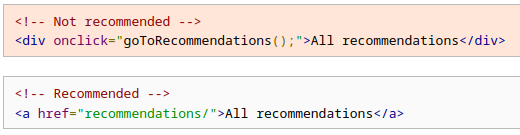 <!-- Not recommended -->
<div onclick="goToRecommendations();">All recommendations</div>
<!-- Recommended -->
<a href="recommendations/">All recommendations</a>